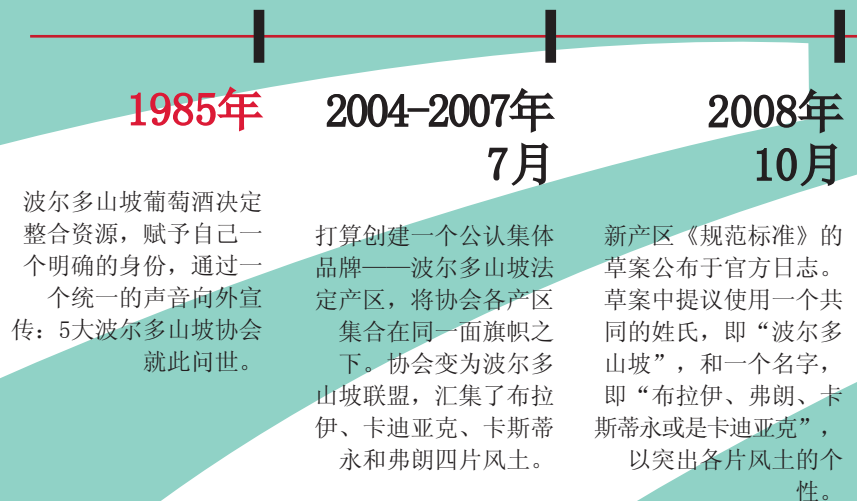 1985年
波尔多山坡葡萄酒决定
整合资源，赋予自己一
个明确的身份，通过一
个统一的声音向外宣
传：5大波尔多山坡协会
就此问世。
2004-2007年
7月
打算创建一个公认集体
品牌——波尔多山坡法
定产区，将协会各产区
集合在同一面旗帜之
下。协会变为波尔多
山坡联盟，汇集了布拉
伊、卡迪亚克、卡斯蒂
永和弗朗四片风土。
2008年
10月
新产区《规范标准》的
草案公布于官方日志。
草案中提议使用一个共
同的姓氏，即“波尔多
山坡”，和一个名字，
即“布拉伊、弗朗、卡
斯蒂永或是卡迪亚克”，
以突出各片风土的个
性。